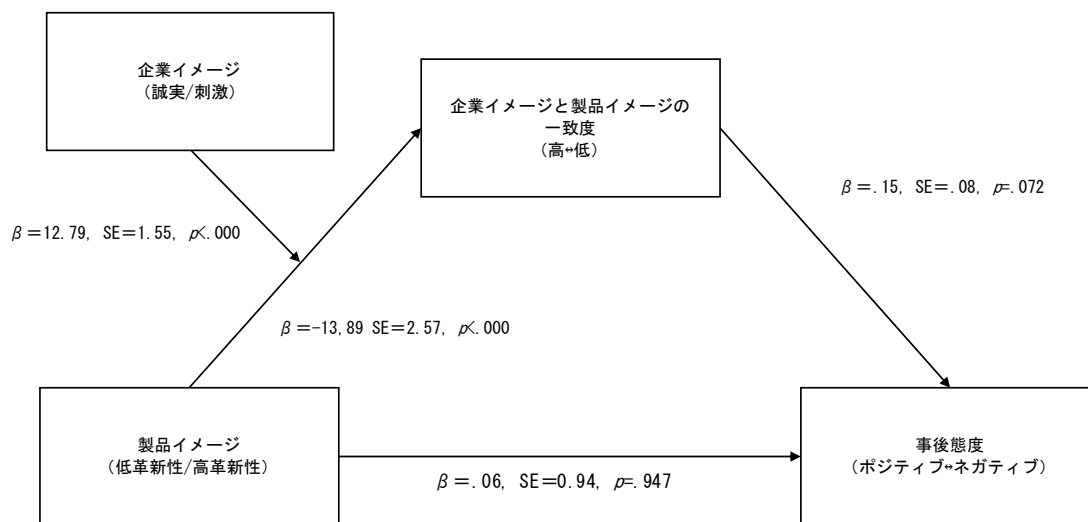 企業イメージ
(誠実/刺激)
企業イメージと製品イメージの
一致度
(高↔低)
β=.15, SE=.08, p=.072
β=12.79, SE=1.55, p<.000
β=-13,89 SE=2.57, p<.000
製品イメージ
(低革新性/高革新性)
事後態度
(ポジティブ↔ネガティブ)
β=.06, SE=0.94, p=.947